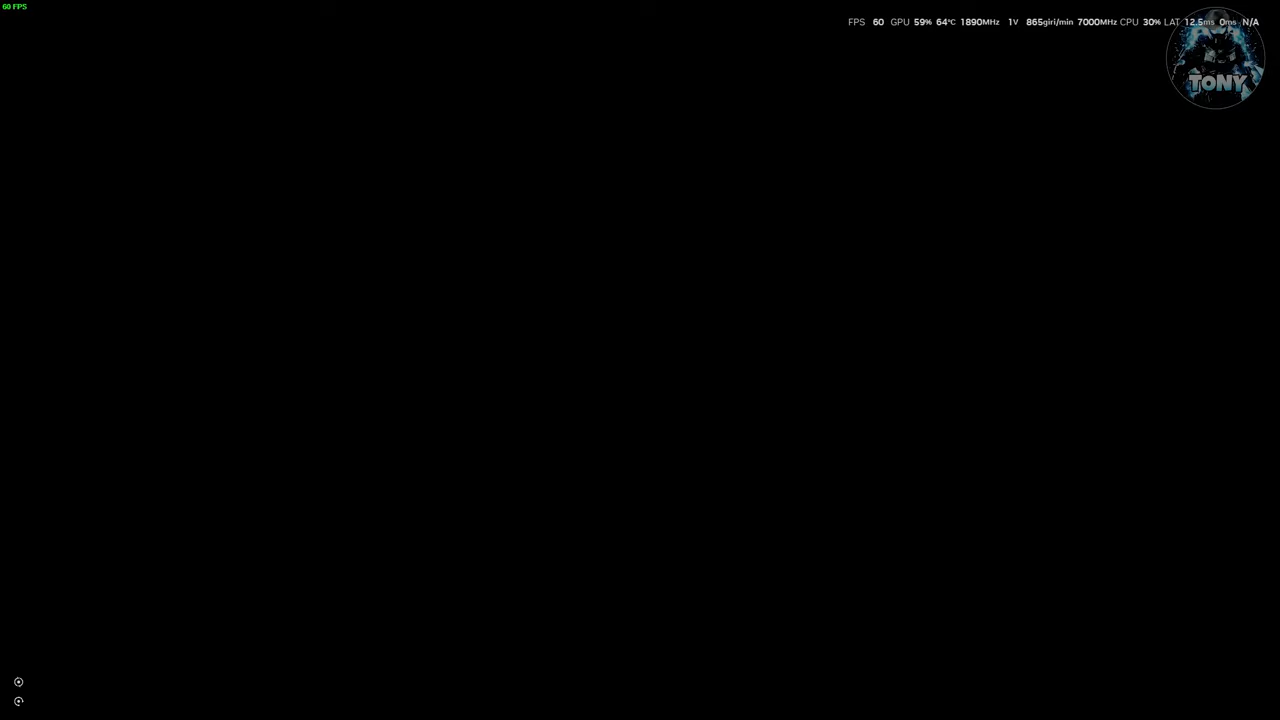 60 FPS
FPS 60 GPU 59% 64°C 1890MHz 1V 865giri/min 7000MHz CPU 30% LAT 12.5ms 0ms N/A
TONY